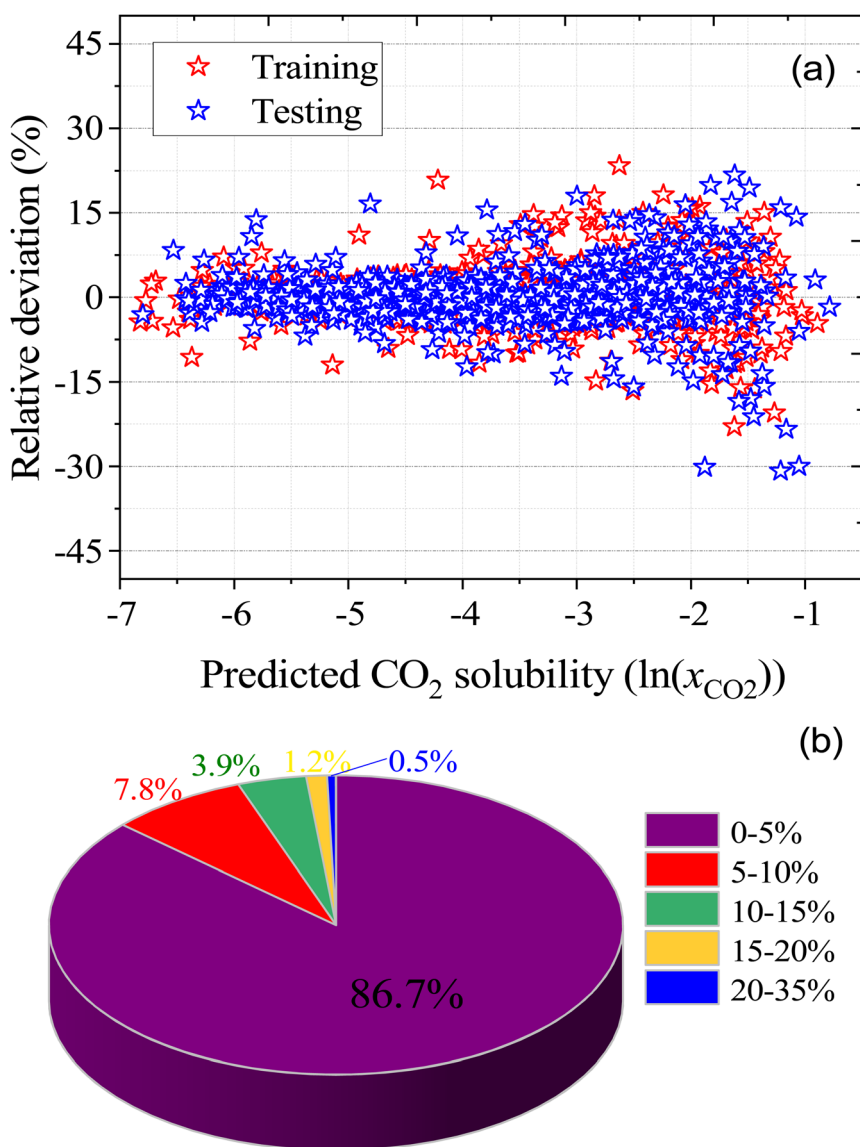 (a)
Training
Testing
Relative deviation (%)
45
30
15
0
-15
-30
-45
-7 -6 -5 -4 -3 -2 -1
Predicted CO₂ solubility (ln(x_CO2))
(b)
7.8% 3.9% 1.2% 0.5%
86.7%
0-5%
5-10%
10-15%
15-20%
20-35%